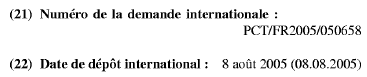 (21) Numéro de la demande internationale :
PCT/FR2005/050658
(22) Date de dépôt international : 8 août 2005 (08.08.2005)